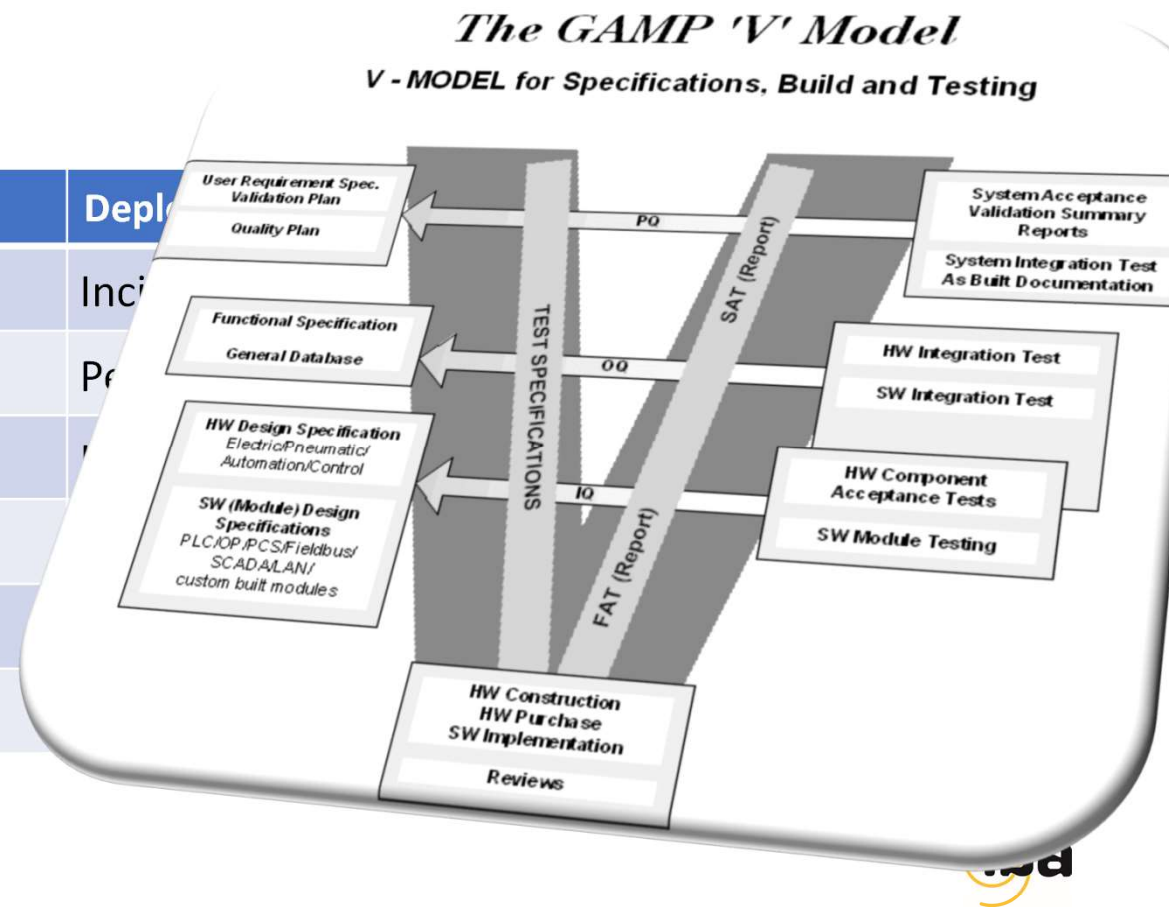 The GAMP 'V' Model
V - MODEL for Specifications, Build and Testing
User Requirement Spec.
Validation Plan
Quality Plan
Functional Specification
General Database
HW Design Specification
Electric/Pneumatic/
Automation/Control
SW (Module) Design
Specifications
PLC/OP/PCS/Fieldbus/
SCADA/LAN/
custom built modules
TEST SPECIFICATIONS
PQ
OQ
IQ
SAT (Report)
FAT (Report)
System Acceptance
Validation Summary
Reports
System Integration Test
As Built Documentation
HW Integration Test
SW Integration Test
HW Component
Acceptance Tests
SW Module Testing
HW Construction
HW Purchase
SW Implementation
Reviews